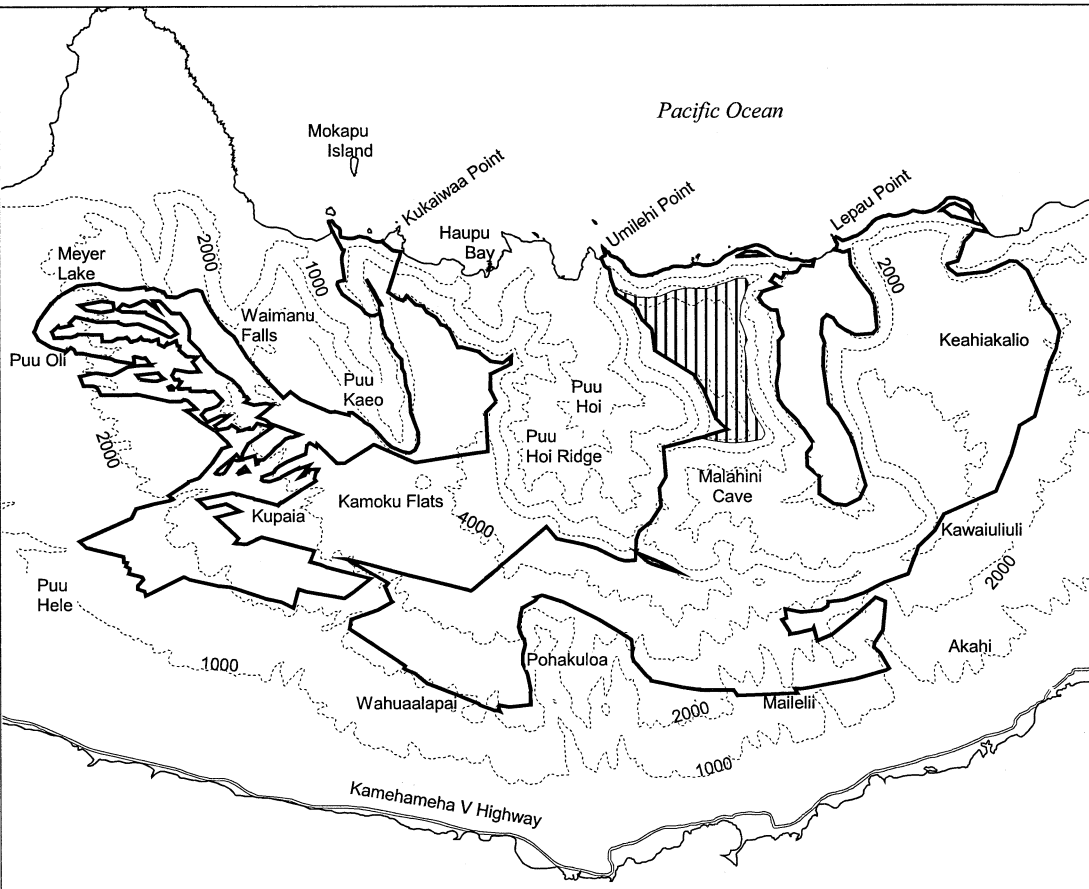 Pacific Ocean
Mokapu
Island
Kukaiwaa Point
Umilehi Point
Lepau Point
Haupu
Bay
Meyer
Lake
2000
1000
2000
Waimanu
Falls
Puu Oli
Keahiakalio
Puu
Kaeo
Puu
Hoi
Puu
Hoi Ridge
2000
Malahini
Cave
Kamoku Flats
Kupaia
4000
Kawaiuliuli
2000
Puu
Hele
1000
Akahi
Pohakuloa
Wahuaalapai
2000
Mailelii
1000
Kamehameha V Highway